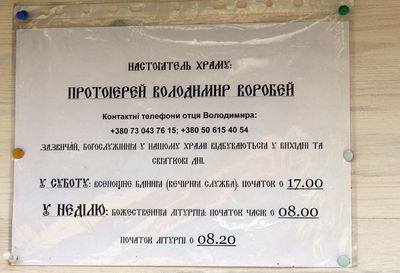 НАСТОЯТЕЛЬ ХРАМУ:
ПРОТОІЄРЕЙ ВОЛОДИМИР ВОРОБЕЙ
Контактні телефони отця Володимира:
+380 73 043 76 15; +380 50 615 40 54
ЗАЗВИЧАЙ, БОГОСЛУЖІННЯ У НАШОМУ ХРАМІ ВІДБУВАЮТЬСЯ У ВИХІДНІ ТА
СВЯТКОВІ ДНІ.
У СУБОТУ: ВСЕНОЩНЕ БДІННЯ (ВЕЧІРНЯ СЛУЖБА): ПОЧАТОК О 17.00
У НЕДІЛЮ: БОЖЕСТВЕННА ЛІТУРГІЯ: ПОЧАТОК ЧАСІВ О 08.00
ПОЧАТОК ЛІТУРГІЇ О 08.20